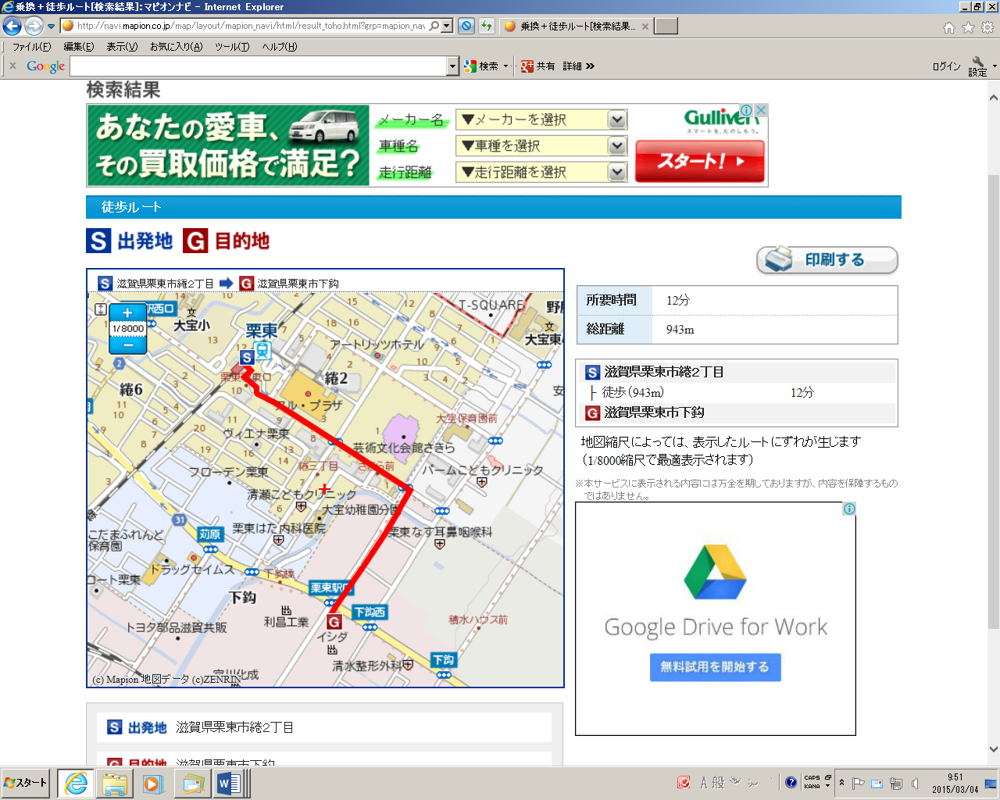 乗換＋徒歩ルート[検索結果]：マピオンナビ - Internet Explorer
http://navi.mapion.co.jp/map/layout/mapion_navi/html/result_toho.html?grp=mapion_nav
乗換＋徒歩ルート[検索結果...
ファイル(F) 編集(E) 表示(V) お気に入り(A) ツール(T) ヘルプ(H)
Google 検索 共有 詳細 ログイン 設定
検索結果
あなたの愛車、
その買取価格で満足?
メーカー名 ▼メーカーを選択
車種名 ▼車種を選択
走行距離 ▼走行距離を選択
Gulliver
スマートを、たのしもう。
スタート!
徒歩ルート
S 出発地 G 目的地
印刷する
S 滋賀県栗東市綣2丁目 G 滋賀県栗東市下鈎
1/8000
大宝小
栗東
T-SQUARE
アートリッツホテル
綣6
綣2
アル・プラザ
大宝保育園前
ヴィエナ栗東
芸術文化会館さきら
綣三丁目
フローデン栗東
パームこどもクリニック
清瀬こどもクリニック
大宝幼稚園分園
31
栗東はた内科医院
栗東なす耳鼻咽喉科
こだまふれんど
保育園
苅原
ドラッグセイムス
下鈎橋
コート栗東
下鈎
下鈎西
利昌工業
積水ハウス前
トヨタ部品滋賀共販
G
イシダ
下鈎
清水整形外科
(c) Mapion 地図データ (c)ZENRIN
所要時間 12分
総距離 943m
S 滋賀県栗東市綣2丁目
├ 徒歩(943m) 12分
G 滋賀県栗東市下鈎
地図縮尺によっては、表示したルートにずれが生じます
(1/8000縮尺で最適表示されます)
※本サービスに表示される内容には万全を期しておりますが、内容を保障するもの
ではありません。
Google Drive for Work
無料試用を開始する
S 出発地 滋賀県栗東市綣2丁目
G 目的地 滋賀県栗東市下鈎
スタート
A 般
CAPS
KANA
9:51
2015/03/04